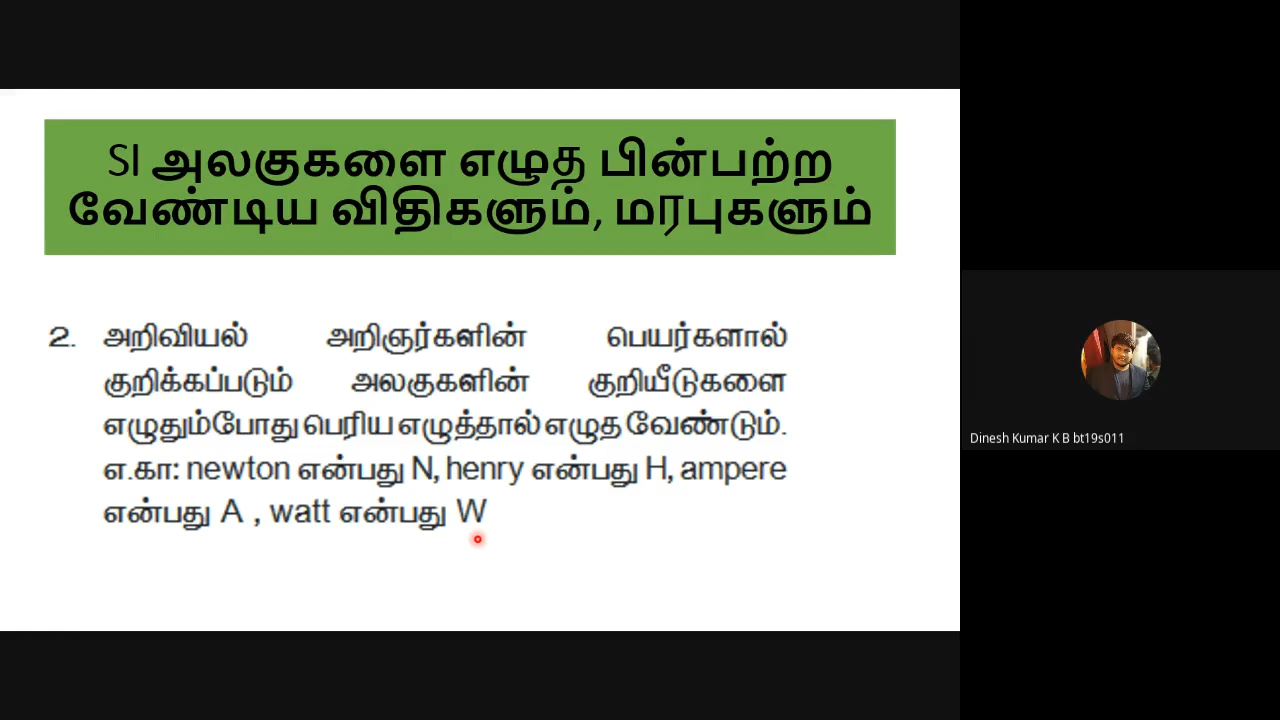 SI அலகுகளை எழுத பின்பற்ற
வேண்டிய விதிகளும், மரபுகளும்
2. அறிவியல் அறிஞர்களின் பெயர்களால்
குறிக்கப்படும் அலகுகளின் குறியீடுகளை
எழுதும்போது பெரிய எழுத்தால் எழுத வேண்டும்.
எ.கா: newton என்பது N, henry என்பது H, ampere
என்பது A , watt என்பது W
Dinesh Kumar K B bt19s011